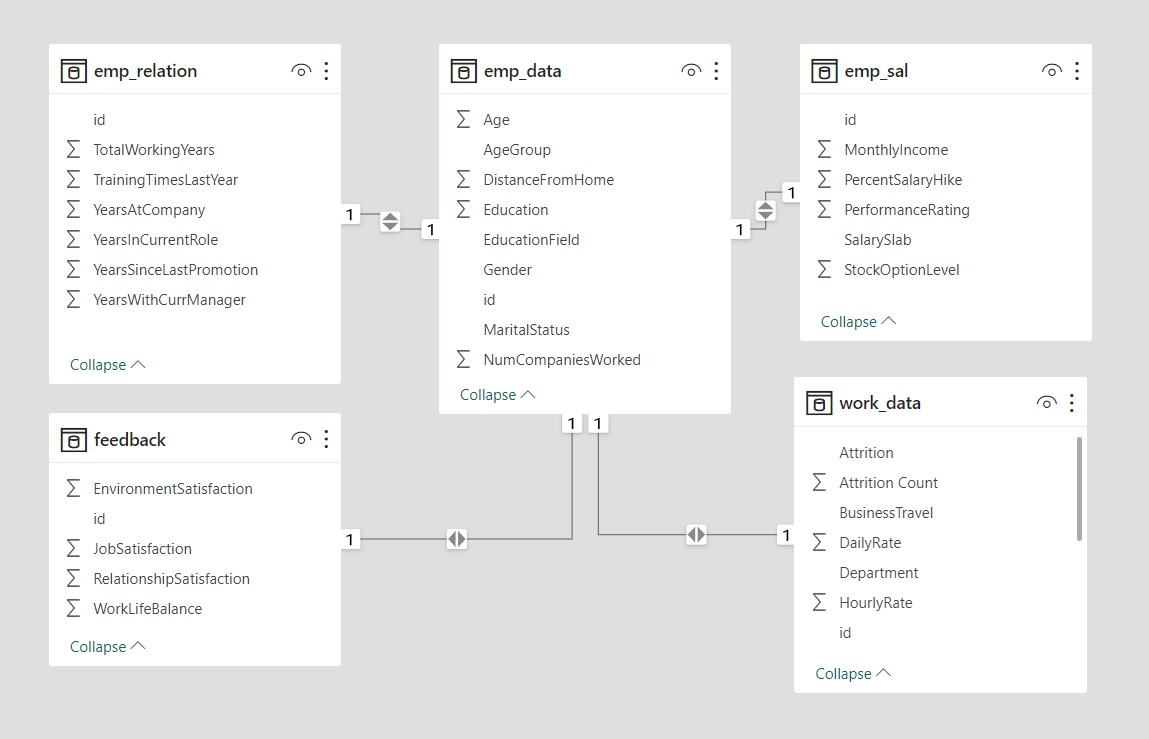 emp_relation
id
TotalWorkingYears
TrainingTimesLastYear
YearsAtCompany
YearsInCurrentRole
YearsSinceLastPromotion
YearsWithCurrManager
Collapse
emp_data
Age
AgeGroup
DistanceFromHome
Education
EducationField
Gender
id
MaritalStatus
NumCompaniesWorked
Collapse
emp_sal
id
MonthlyIncome
PercentSalaryHike
PerformanceRating
SalarySlab
StockOptionLevel
Collapse
1
1
1
1
feedback
EnvironmentSatisfaction
id
JobSatisfaction
RelationshipSatisfaction
WorkLifeBalance
Collapse
1
1
1
1
work_data
Attrition
Attrition Count
BusinessTravel
DailyRate
Department
HourlyRate
id
Collapse